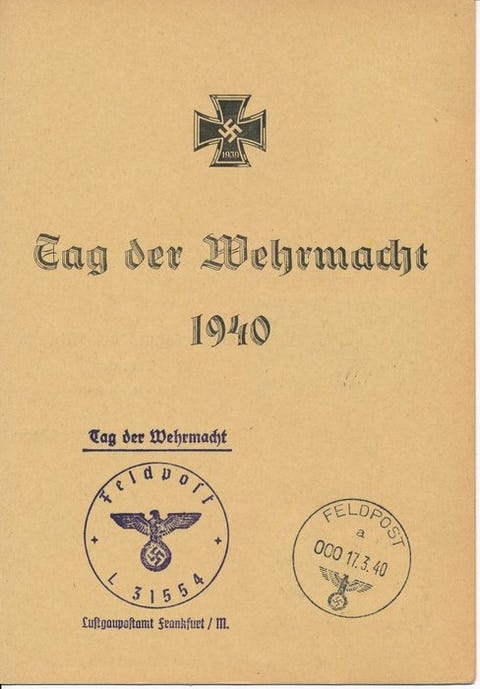 1939
Tag der Wehrmacht
1940
Tag der Wehrmacht
Feldpost
L 31554
Luftgaupostamt Frankfurt / M.
FELDPOST
a
000 17.3.40